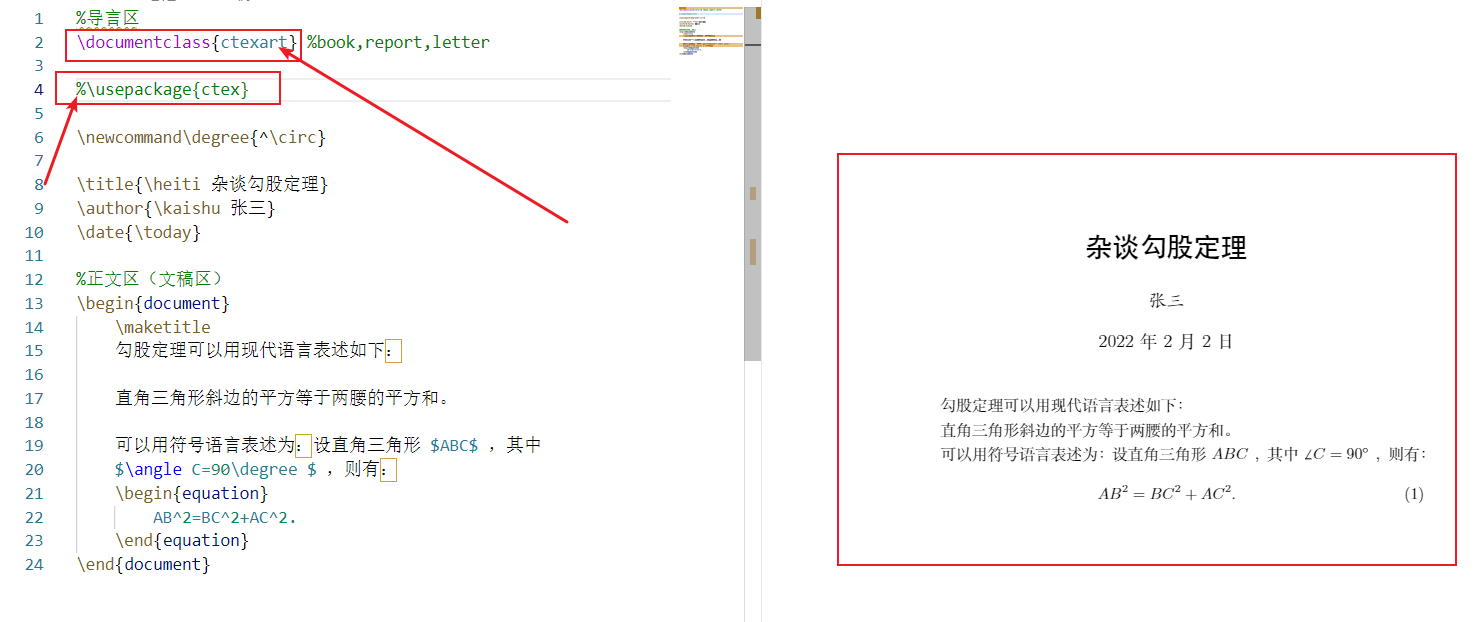 1 %导言区
2 \documentclass{ctexart} %book,report,letter
3
4 %\usepackage{ctex}
5
6 \newcommand\degree{^\circ}
7
8 \title{\heiti 杂谈勾股定理}
9 \author{\kaishu 张三}
10 \date{\today}
11
12 %正文区（文稿区）
13 \begin{document}
14 \maketitle
15 勾股定理可以用现代语言表述如下：
16
17 直角三角形斜边的平方等于两腰的平方和。
18
19 可以用符号语言表述为：设直角三角形 $ABC$ ，其中
20 $\angle C=90\degree $ ，则有：
21 \begin{equation}
22 AB^2=BC^2+AC^2.
23 \end{equation}
24 \end{document}
杂谈勾股定理
张三
2022 年 2 月 2 日
勾股定理可以用现代语言表述如下：
直角三角形斜边的平方等于两腰的平方和。
可以用符号语言表述为：设直角三角形 ABC ，其中 ∠C = 90° ，则有：
AB² = BC² + AC². (1)